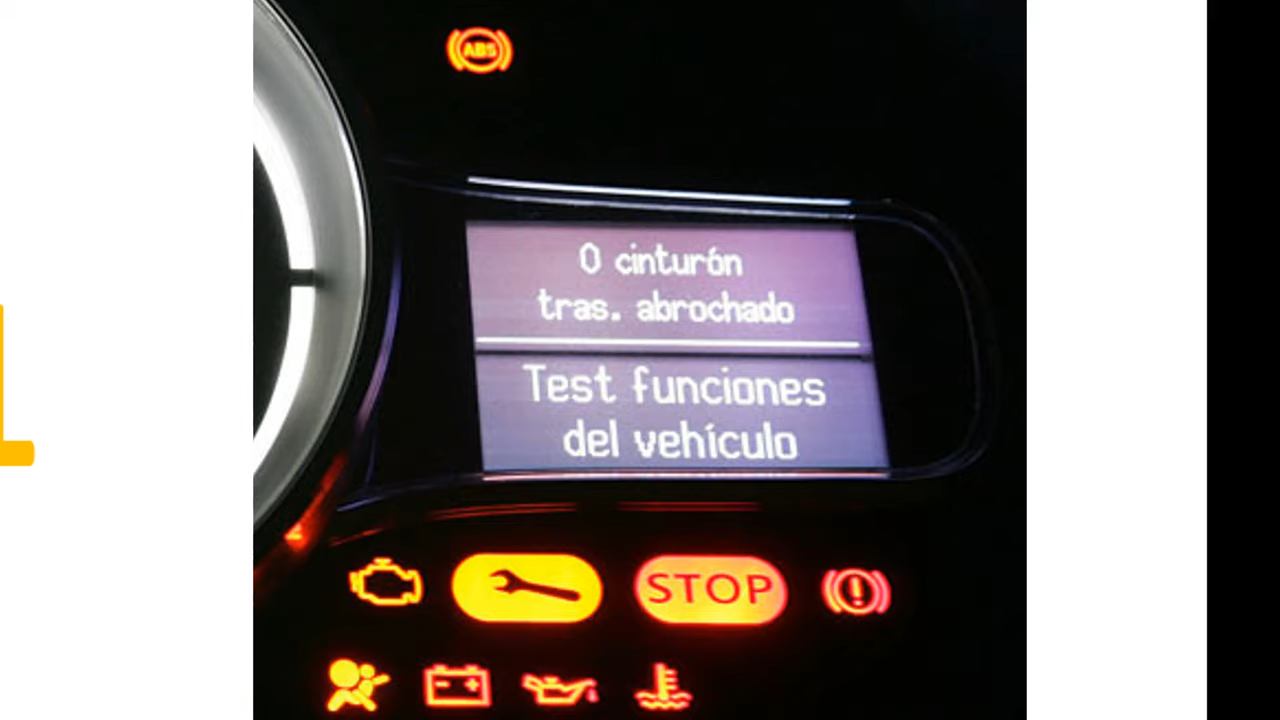 ABS
0 cinturón
tras. abrochado
Test funciones
del vehículo
STOP